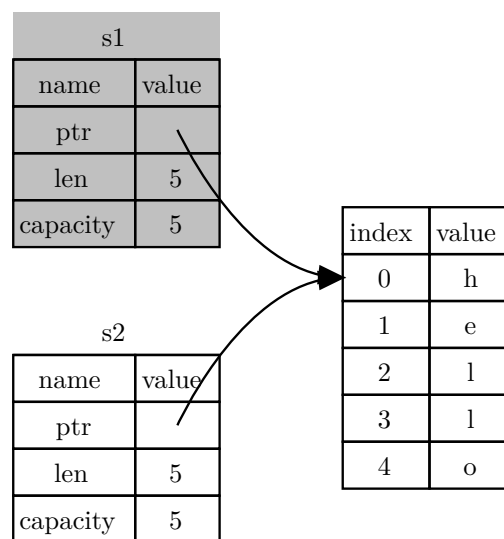 s1
name value
ptr
len 5
capacity 5
s2
name value
ptr
len 5
capacity 5
index value
0 h
1 e
2 l
3 l
4 o